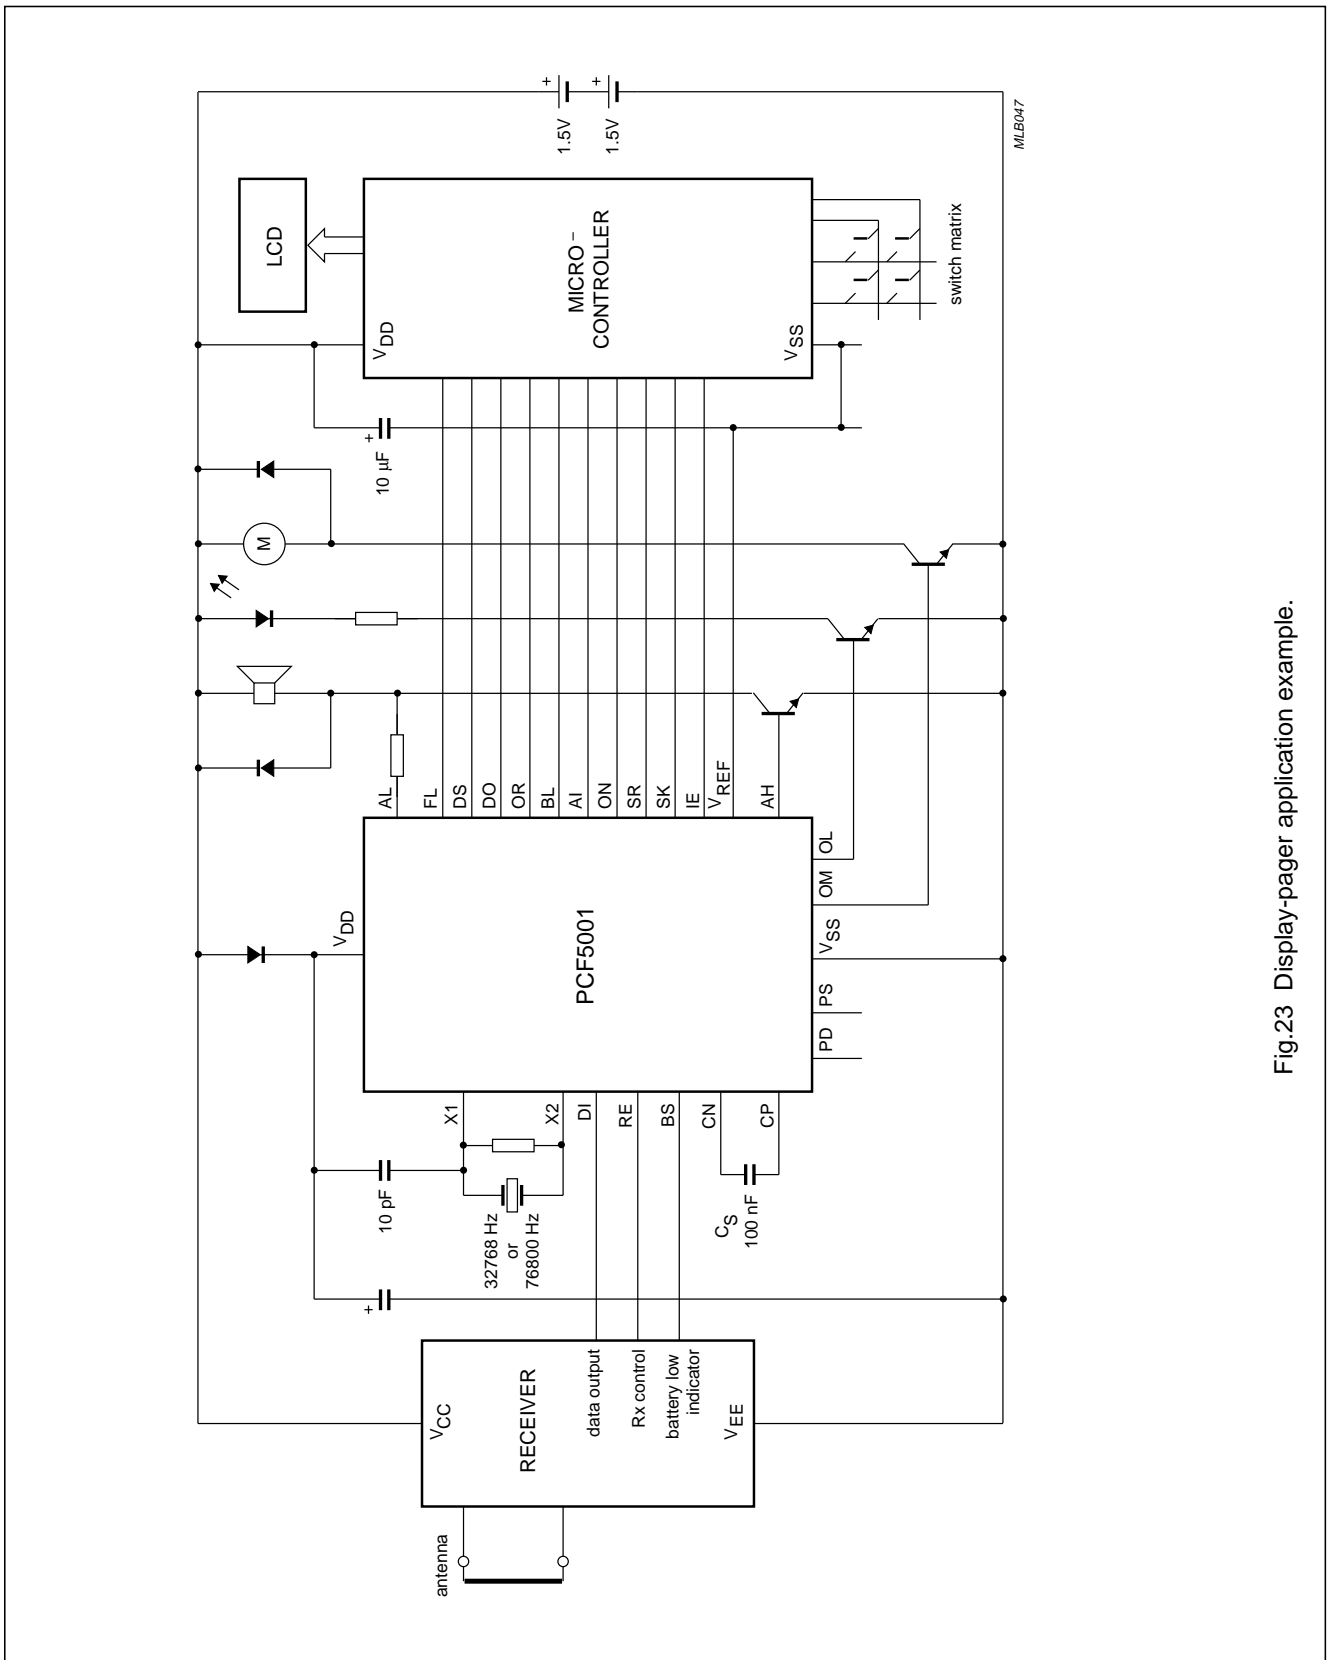 antenna
RECEIVER
VCC
data output
Rx control
battery low
indicator
VEE
+
10 pF
32768 Hz
or
76800 Hz
CS
100 nF
X1
X2
DI
RE
BS
CN
CP
PCF5001
VDD
PD
PS
VSS
OM
OL
AL
FL
DS
DO
OR
BL
AI
ON
SR
SK
IE
VREF
AH
M
+
10 µF
VDD
MICRO–
CONTROLLER
VSS
LCD
switch matrix
+
1.5V
+
1.5V
MLB047
Fig.23 Display-pager application example.